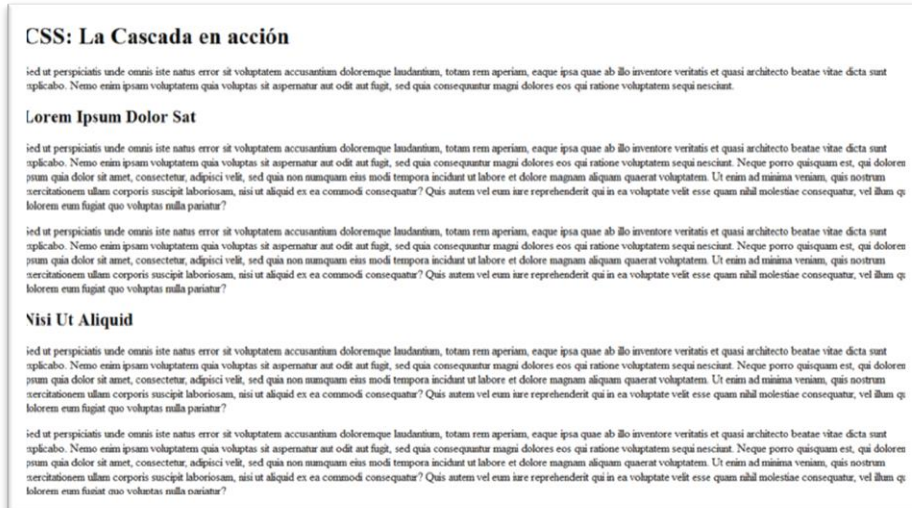 CSS: La Cascada en acción
Sed ut perspiciatis unde omnis iste natus error sit voluptatem accusantium doloremque laudantium, totam rem aperiam, eaque ipsa quae ab illo inventore veritatis et quasi architecto beatae vitae dicta sunt
explicabo. Nemo enim ipsam voluptatem quia voluptas sit aspernatur aut odit aut fugit, sed quia consequuntur magni dolores eos qui ratione voluptatem sequi nesciunt.
Lorem Ipsum Dolor Sat
Sed ut perspiciatis unde omnis iste natus error sit voluptatem accusantium doloremque laudantium, totam rem aperiam, eaque ipsa quae ab illo inventore veritatis et quasi architecto beatae vitae dicta sunt
explicabo. Nemo enim ipsam voluptatem quia voluptas sit aspernatur aut odit aut fugit, sed quia consequuntur magni dolores eos qui ratione voluptatem sequi nesciunt. Neque porro quisquam est, qui dolorem
ipsum quia dolor sit amet, consectetur, adipisci velit, sed quia non numquam eius modi tempora incidunt ut labore et dolore magnam aliquam quaerat voluptatem. Ut enim ad minima veniam, quis nostrum
exercitationem ullam corporis suscipit laboriosam, nisi ut aliquid ex ea commodi consequatur? Quis autem vel eum iure reprehenderit qui in ea voluptate velit esse quam nihil molestiae consequatur, vel illum
dolorem eum fugiat quo voluptas nulla pariatur?
Sed ut perspiciatis unde omnis iste natus error sit voluptatem accusantium doloremque laudantium, totam rem aperiam, eaque ipsa quae ab illo inventore veritatis et quasi architecto beatae vitae dicta sunt
explicabo. Nemo enim ipsam voluptatem quia voluptas sit aspernatur aut odit aut fugit, sed quia consequuntur magni dolores eos qui ratione voluptatem sequi nesciunt. Neque porro quisquam est, qui dolorem
ipsum quia dolor sit amet, consectetur, adipisci velit, sed quia non numquam eius modi tempora incidunt ut labore et dolore magnam aliquam quaerat voluptatem. Ut enim ad minima veniam, quis nostrum
exercitationem ullam corporis suscipit laboriosam, nisi ut aliquid ex ea commodi consequatur? Quis autem vel eum iure reprehenderit qui in ea voluptate velit esse quam nihil molestiae consequatur, vel illum
dolorem eum fugiat quo voluptas nulla pariatur?
Nisi Ut Aliquid
Sed ut perspiciatis unde omnis iste natus error sit voluptatem accusantium doloremque laudantium, totam rem aperiam, eaque ipsa quae ab illo inventore veritatis et quasi architecto beatae vitae dicta sunt
explicabo. Nemo enim ipsam voluptatem quia voluptas sit aspernatur aut odit aut fugit, sed quia consequuntur magni dolores eos qui ratione voluptatem sequi nesciunt. Neque porro quisquam est, qui dolorem
ipsum quia dolor sit amet, consectetur, adipisci velit, sed quia non numquam eius modi tempora incidunt ut labore et dolore magnam aliquam quaerat voluptatem. Ut enim ad minima veniam, quis nostrum
exercitationem ullam corporis suscipit laboriosam, nisi ut aliquid ex ea commodi consequatur? Quis autem vel eum iure reprehenderit qui in ea voluptate velit esse quam nihil molestiae consequatur, vel illum
dolorem eum fugiat quo voluptas nulla pariatur?
Sed ut perspiciatis unde omnis iste natus error sit voluptatem accusantium doloremque laudantium, totam rem aperiam, eaque ipsa quae ab illo inventore veritatis et quasi architecto beatae vitae dicta sunt
explicabo. Nemo enim ipsam voluptatem quia voluptas sit aspernatur aut odit aut fugit, sed quia consequuntur magni dolores eos qui ratione voluptatem sequi nesciunt. Neque porro quisquam est, qui dolorem
ipsum quia dolor sit amet, consectetur, adipisci velit, sed quia non numquam eius modi tempora incidunt ut labore et dolore magnam aliquam quaerat voluptatem. Ut enim ad minima veniam, quis nostrum
exercitationem ullam corporis suscipit laboriosam, nisi ut aliquid ex ea commodi consequatur? Quis autem vel eum iure reprehenderit qui in ea voluptate velit esse quam nihil molestiae consequatur, vel illum
dolorem eum fugiat quo voluptas nulla pariatur?